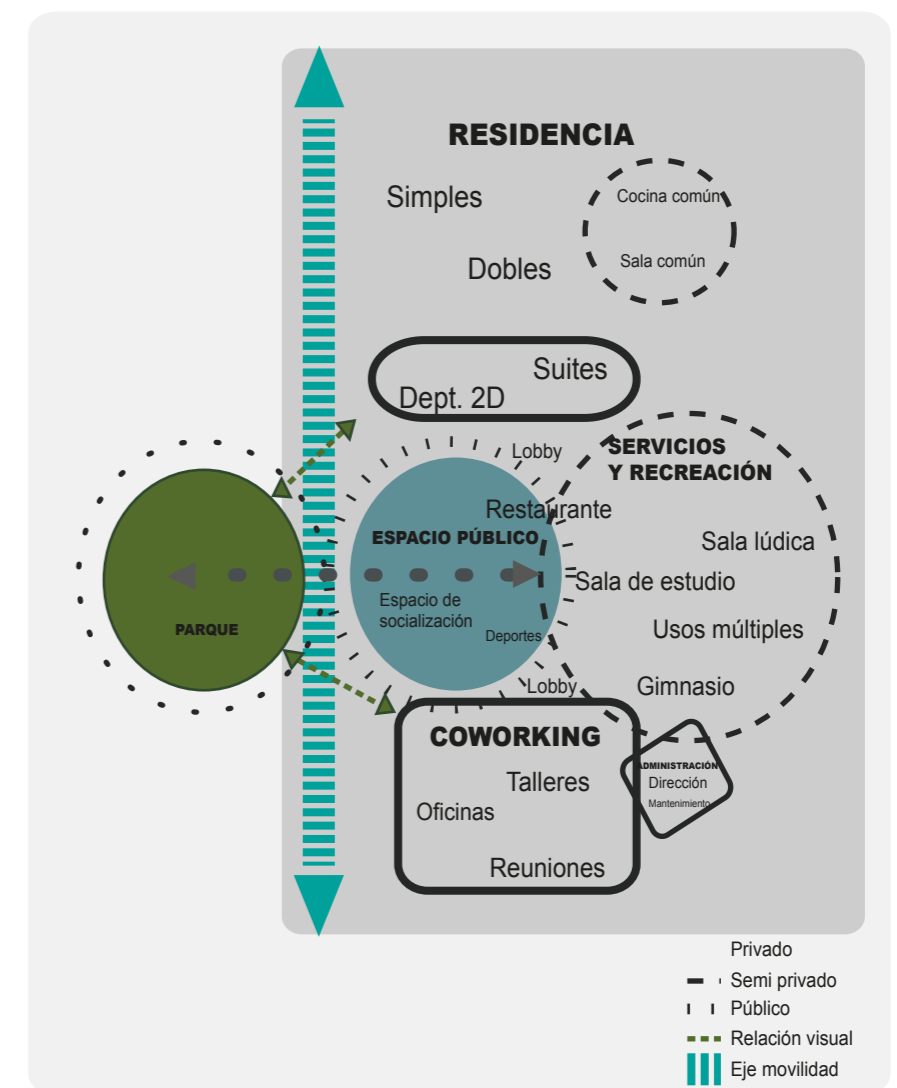 RESIDENCIA
Simples
Cocina común
Dobles
Sala común
Suites
Dept. 2D
Lobby
SERVICIOS
Y RECREACIÓN
Restaurante
ESPACIO PÚBLICO
Sala lúdica
Sala de estudio
Espacio de
socialización
PARQUE
Deportes
Usos múltiples
Lobby
Gimnasio
COWORKING
ADMINISTRACIÓN
Talleres
Dirección
Oficinas
Mantenimiento
Reuniones
Privado
Semi privado
Público
Relación visual
Eje movilidad